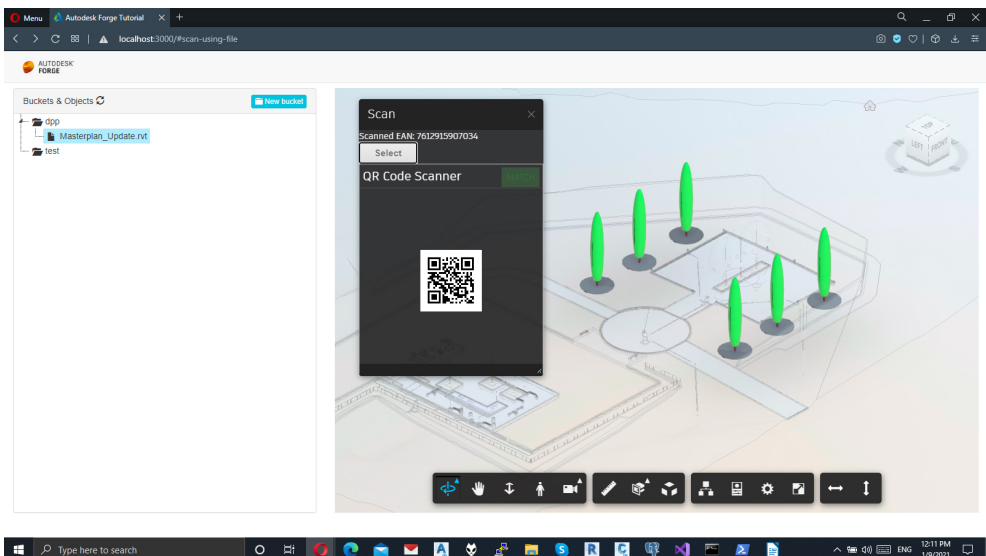 Menu
Autodesk Forge Tutorial
localhost:3000/#scan-using-file
AUTODESK
FORGE
Buckets & Objects
New bucket
dpp
Masterplan_Update.rvt
test
Scan
Scanned EAN: 7612915907034
Select
QR Code Scanner
MATCH
LEFT
FRONT
Type here to search
ENG
12:11 PM
1/9/2021